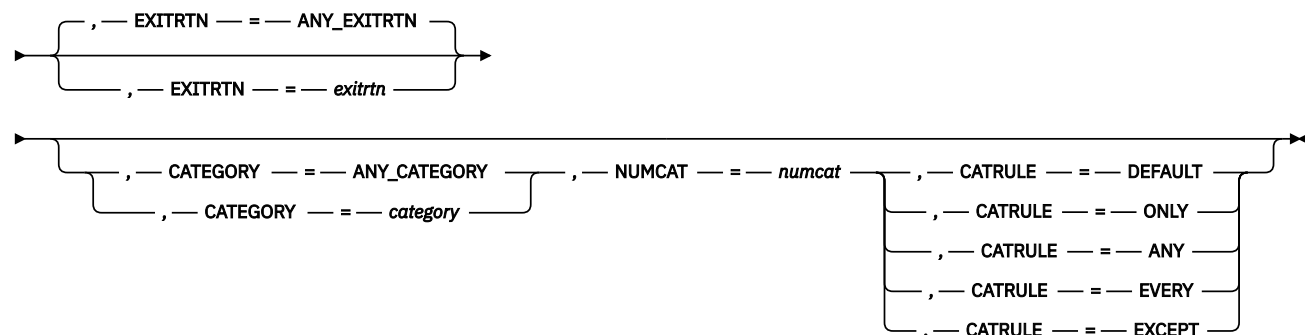 , EXITRTN = ANY_EXITRTN
, EXITRTN = exitrtn
, CATEGORY = ANY_CATEGORY , NUMCAT = numcat , CATRULE = DEFAULT
, CATEGORY = category , CATRULE = ONLY
, CATRULE = ANY
, CATRULE = EVERY
, CATRULE = EXCEPT